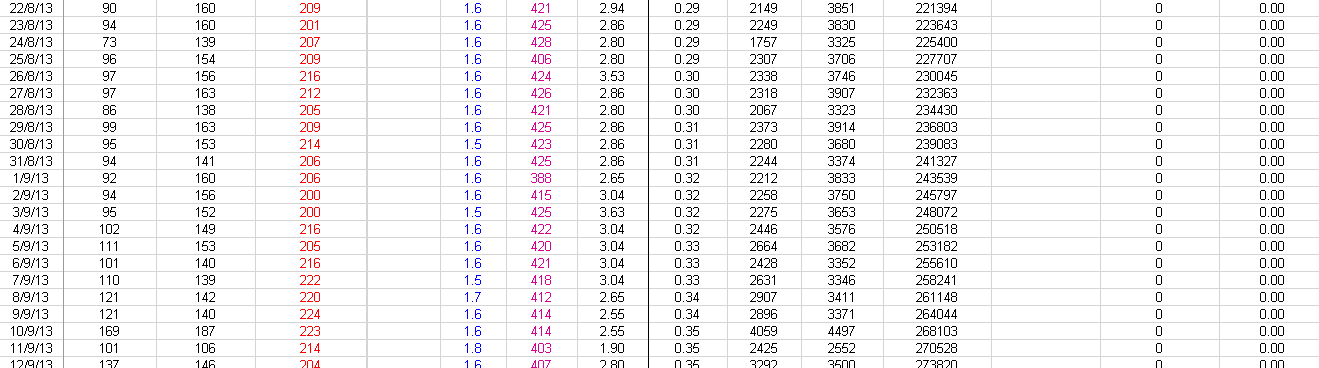 22/8/13 90 160 209 1.6 421 2.94 0.29 2149 3851 221394 0 0.00
23/8/13 94 160 201 1.6 425 2.86 0.29 2249 3830 223643 0 0.00
24/8/13 73 139 207 1.6 428 2.80 0.29 1757 3325 225400 0 0.00
25/8/13 96 154 209 1.6 406 2.80 0.29 2307 3706 227707 0 0.00
26/8/13 97 156 216 1.6 424 3.53 0.30 2338 3746 230045 0 0.00
27/8/13 97 163 212 1.6 426 2.86 0.30 2318 3907 232363 0 0.00
28/8/13 86 138 205 1.6 421 2.80 0.30 2067 3323 234430 0 0.00
29/8/13 99 163 209 1.6 425 2.86 0.31 2373 3914 236803 0 0.00
30/8/13 95 153 214 1.5 423 2.86 0.31 2280 3680 239083 0 0.00
31/8/13 94 141 206 1.6 425 2.86 0.31 2244 3374 241327 0 0.00
1/9/13 92 160 206 1.6 388 2.65 0.32 2212 3833 243539 0 0.00
2/9/13 94 156 200 1.6 415 3.04 0.32 2258 3750 245797 0 0.00
3/9/13 95 152 200 1.5 425 3.63 0.32 2275 3653 248072 0 0.00
4/9/13 102 149 216 1.6 422 3.04 0.32 2446 3576 250518 0 0.00
5/9/13 111 153 205 1.6 420 3.04 0.33 2664 3682 253182 0 0.00
6/9/13 101 140 216 1.6 421 3.04 0.33 2428 3352 255610 0 0.00
7/9/13 110 139 222 1.5 418 3.04 0.33 2631 3346 258241 0 0.00
8/9/13 121 142 220 1.7 412 2.65 0.34 2907 3411 261148 0 0.00
9/9/13 121 140 224 1.6 414 2.55 0.34 2896 3371 264044 0 0.00
10/9/13 169 187 223 1.6 414 2.55 0.35 4059 4497 268103 0 0.00
11/9/13 101 106 214 1.8 403 1.90 0.35 2425 2552 270528 0 0.00
12/9/13 137 146 204 1.6 407 2.80 0.35 3292 3500 273820 0 0.00